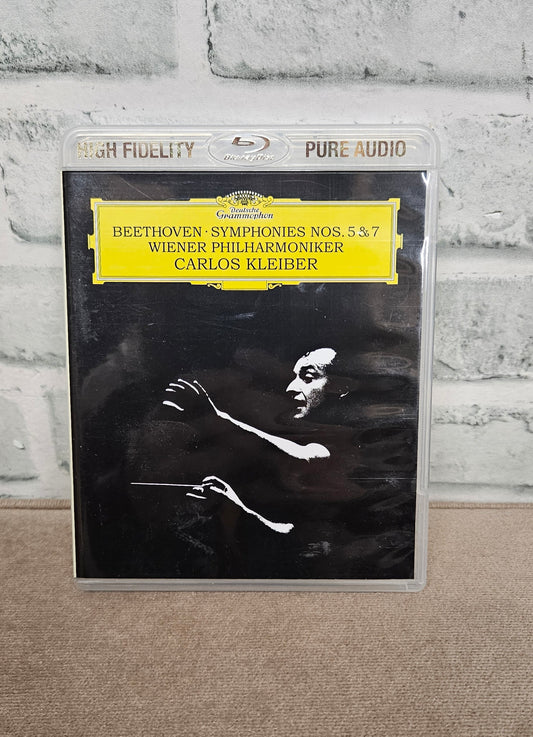 HIGH FIDELITY Blu-ray Disc PURE AUDIO
Deutsche
Grammophon
BEETHOVEN · SYMPHONIES NOS. 5 & 7
WIENER PHILHARMONIKER
CARLOS KLEIBER